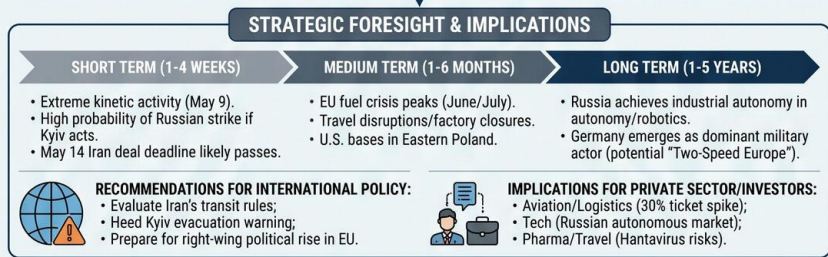 STRATEGIC FORESIGHT & IMPLICATIONS
SHORT TERM (1-4 WEEKS)
• Extreme kinetic activity (May 9).
• High probability of Russian strike if
Kyiv acts.
• May 14 Iran deal deadline likely passes.
MEDIUM TERM (1-6 MONTHS)
• EU fuel crisis peaks (June/July).
• Travel disruptions/factory closures.
• U.S. bases in Eastern Poland.
LONG TERM (1-5 YEARS)
• Russia achieves industrial autonomy in
autonomy/robotics.
• Germany emerges as dominant military
actor (potential "Two-Speed Europe").
RECOMMENDATIONS FOR INTERNATIONAL POLICY:
• Evaluate Iran's transit rules;
• Heed Kyiv evacuation warning;
• Prepare for right-wing political rise in EU.
IMPLICATIONS FOR PRIVATE SECTOR/INVESTORS:
• Aviation/Logistics (30% ticket spike);
• Tech (Russian autonomous market);
• Pharma/Travel (Hantavirus risks).